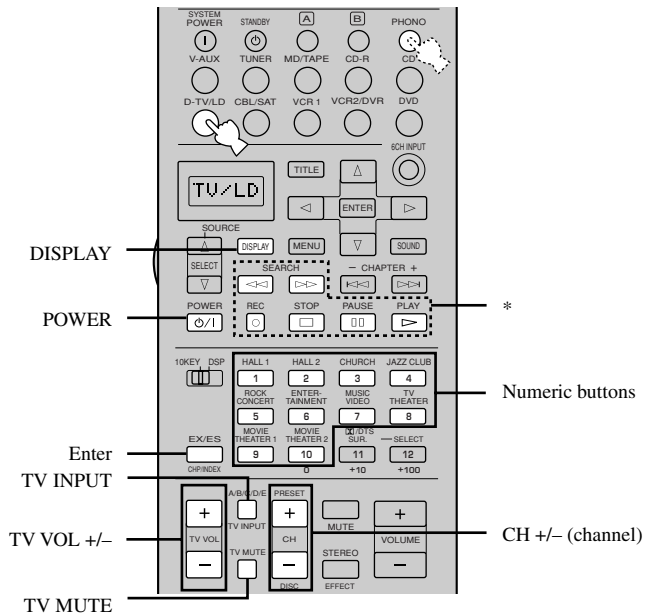 SYSTEM
POWER STANDBY A B PHONO
V-AUX TUNER MD/TAPE CD-R CD
D-TV/LD CBL/SAT VCR 1 VCR2/DVR DVD
6CH INPUT
TITLE
TV/LD
ENTER
SOURCE
DISPLAY DISPLAY MENU SOUND
SELECT SEARCH – CHAPTER +
*
POWER POWER REC STOP PAUSE PLAY
10KEY DSP HALL 1 HALL 2 CHURCH JAZZ CLUB
1 2 3 4
Numeric buttons
ROCK CONCERT ENTER-TAINMENT MUSIC VIDEO TV THEATER
5 6 7 8
MOVIE THEATER 1 MOVIE THEATER 2 /DTS SUR. — SELECT
Enter EX/ES 9 10 11 12
CHP/INDEX 0 +10 +100
TV INPUT
A/B/C/D/E PRESET
+ TV INPUT + MUTE +
TV VOL +/– TV VOL CH VOLUME CH +/– (channel)
– TV MUTE – STEREO –
DISC EFFECT
TV MUTE